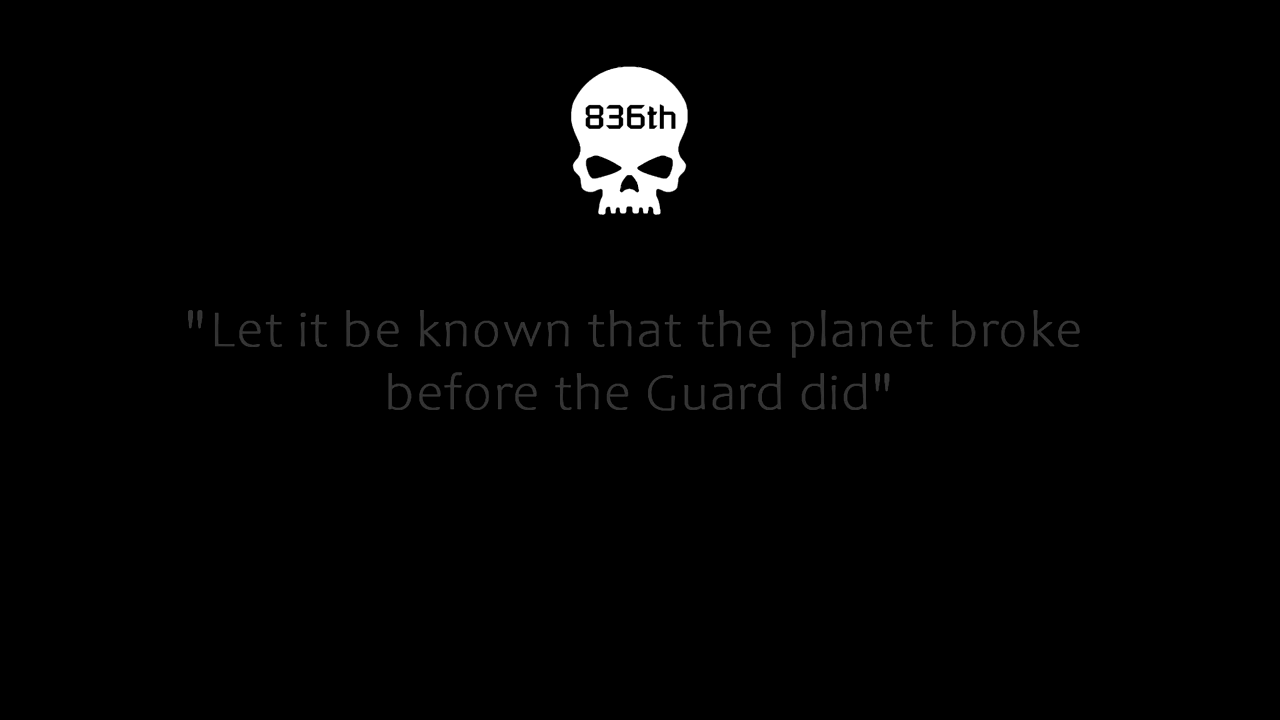 836th
"Let it be known that the planet broke
before the Guard did"